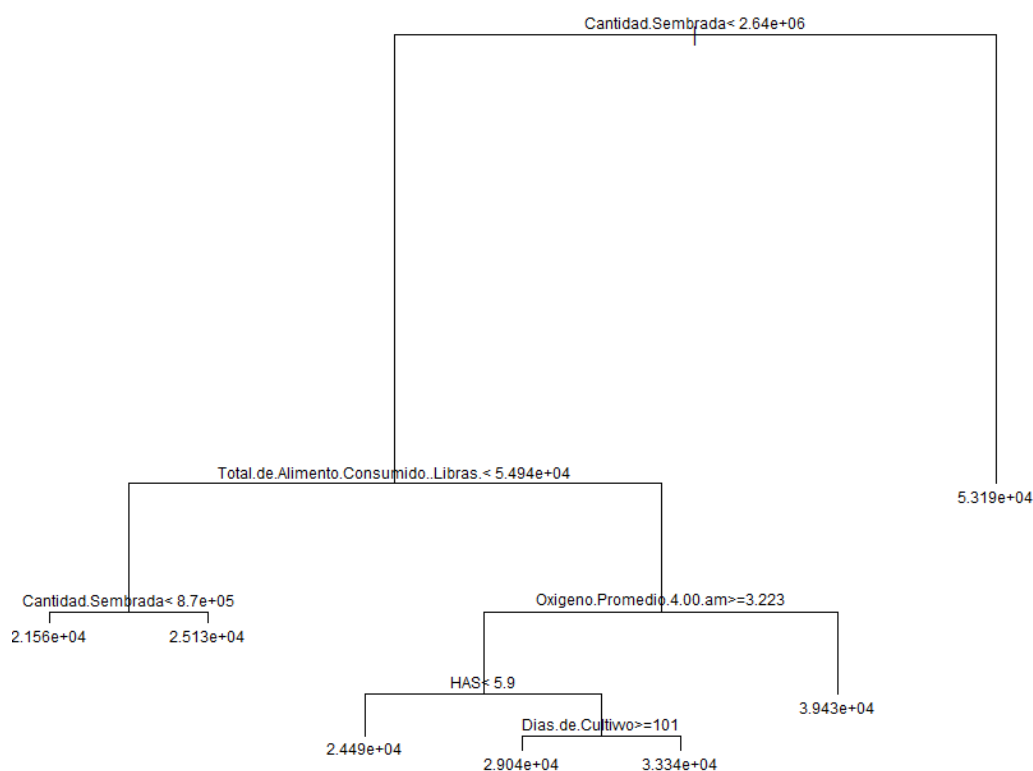 Cantidad.Sembrada< 2.64e+06
Total.de.Alimento.Consumido..Libras.< 5.494e+04
5.319e+04
Cantidad.Sembrada< 8.7e+05
Oxigeno.Promedio.4.00.am>=3.223
2.156e+04
2.513e+04
HAS< 5.9
3.943e+04
Dias.de.Cultivvo>=101
2.449e+04
2.904e+04
3.334e+04